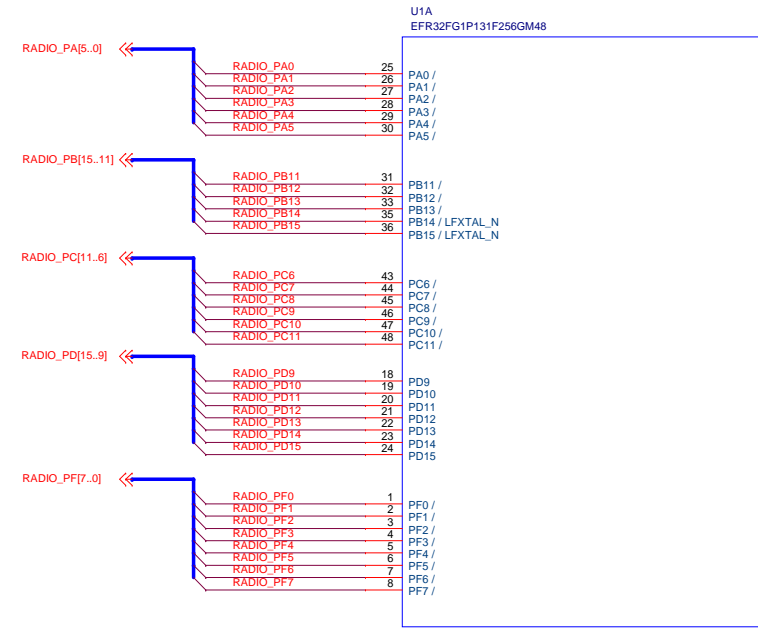 U1A
EFR32FG1P131F256GM48
RADIO_PA[5..0]
RADIO_PA0 25 PA0 /
RADIO_PA1 26 PA1 /
RADIO_PA2 27 PA2 /
RADIO_PA3 28 PA3 /
RADIO_PA4 29 PA4 /
RADIO_PA5 30 PA5 /
RADIO_PB[15..11]
RADIO_PB11 31 PB11 /
RADIO_PB12 32 PB12 /
RADIO_PB13 33 PB13 /
RADIO_PB14 35 PB14 / LFXTAL_N
RADIO_PB15 36 PB15 / LFXTAL_N
RADIO_PC[11..6]
RADIO_PC6 43 PC6 /
RADIO_PC7 44 PC7 /
RADIO_PC8 45 PC8 /
RADIO_PC9 46 PC9 /
RADIO_PC10 47 PC10 /
RADIO_PC11 48 PC11 /
RADIO_PD[15..9]
RADIO_PD9 18 PD9
RADIO_PD10 19 PD10
RADIO_PD11 20 PD11
RADIO_PD12 21 PD12
RADIO_PD13 22 PD13
RADIO_PD14 23 PD14
RADIO_PD15 24 PD15
RADIO_PF[7..0]
RADIO_PF0 1 PF0 /
RADIO_PF1 2 PF1 /
RADIO_PF2 3 PF2 /
RADIO_PF3 4 PF3 /
RADIO_PF4 5 PF4 /
RADIO_PF5 6 PF5 /
RADIO_PF6 7 PF6 /
RADIO_PF7 8 PF7 /